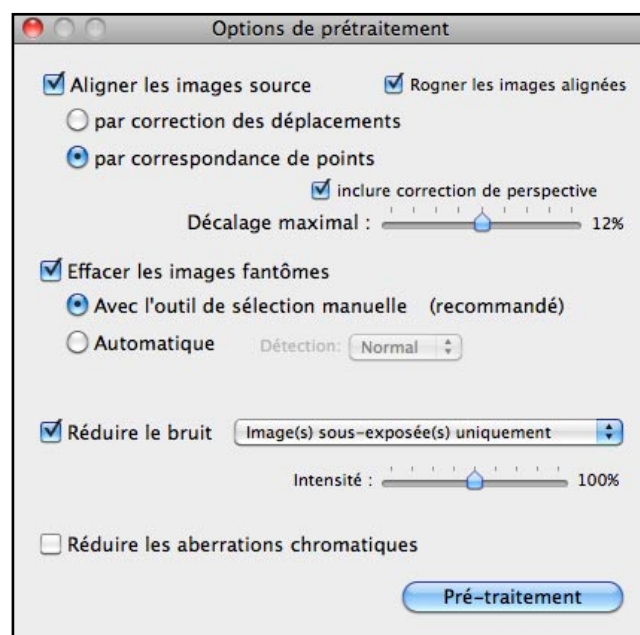 Options de prétraitement
Aligner les images source Rogner les images alignées
par correction des déplacements
par correspondance de points
inclure correction de perspective
Décalage maximal : 12%
Effacer les images fantômes
Avec l'outil de sélection manuelle (recommandé)
Automatique Détection: Normal
Réduire le bruit Image(s) sous-exposée(s) uniquement
Intensité : 100%
Réduire les aberrations chromatiques
Pré-traitement